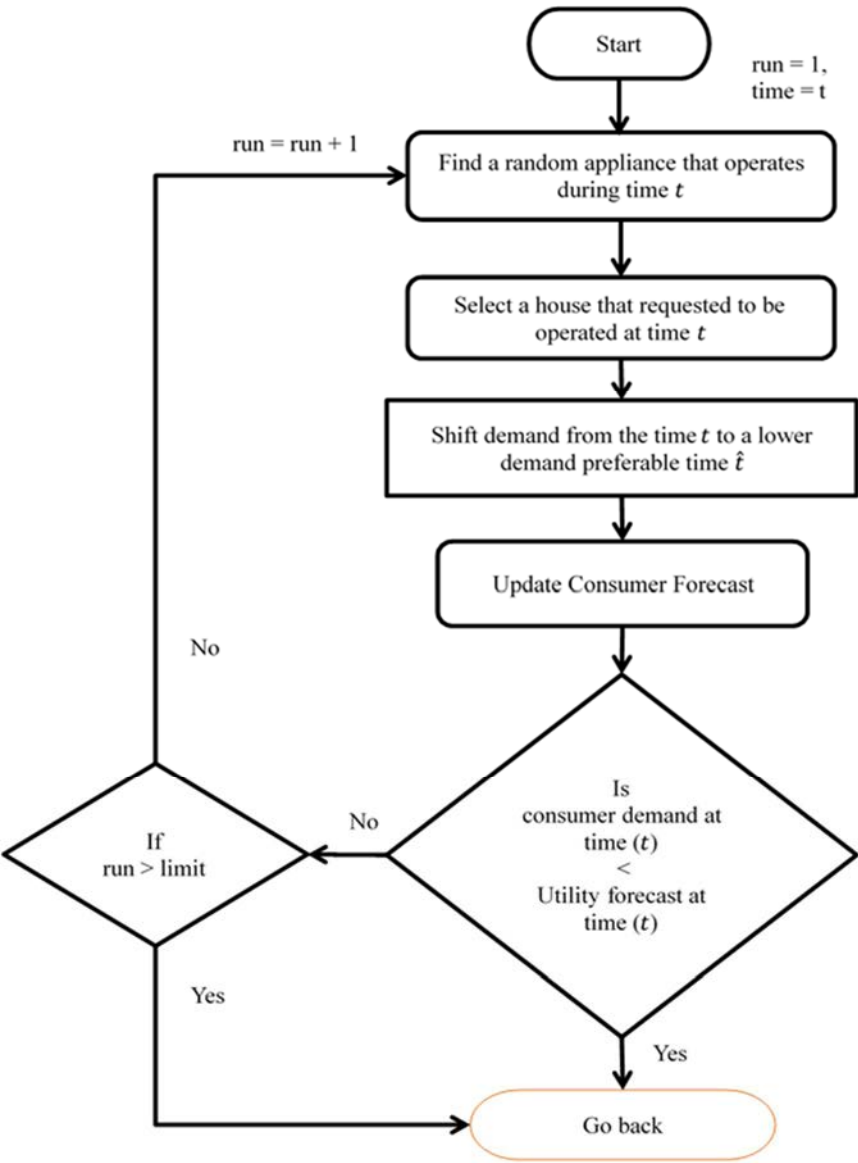 Start
run = 1,
time = t
run = run + 1
Find a random appliance that operates
during time t
Select a house that requested to be
operated at time t
Shift demand from the time t to a lower
demand preferable time t̂
Update Consumer Forecast
No
Is
consumer demand at
time (t)
<
Utility forecast at
time (t)
No
If
run > limit
Yes
Yes
Go back